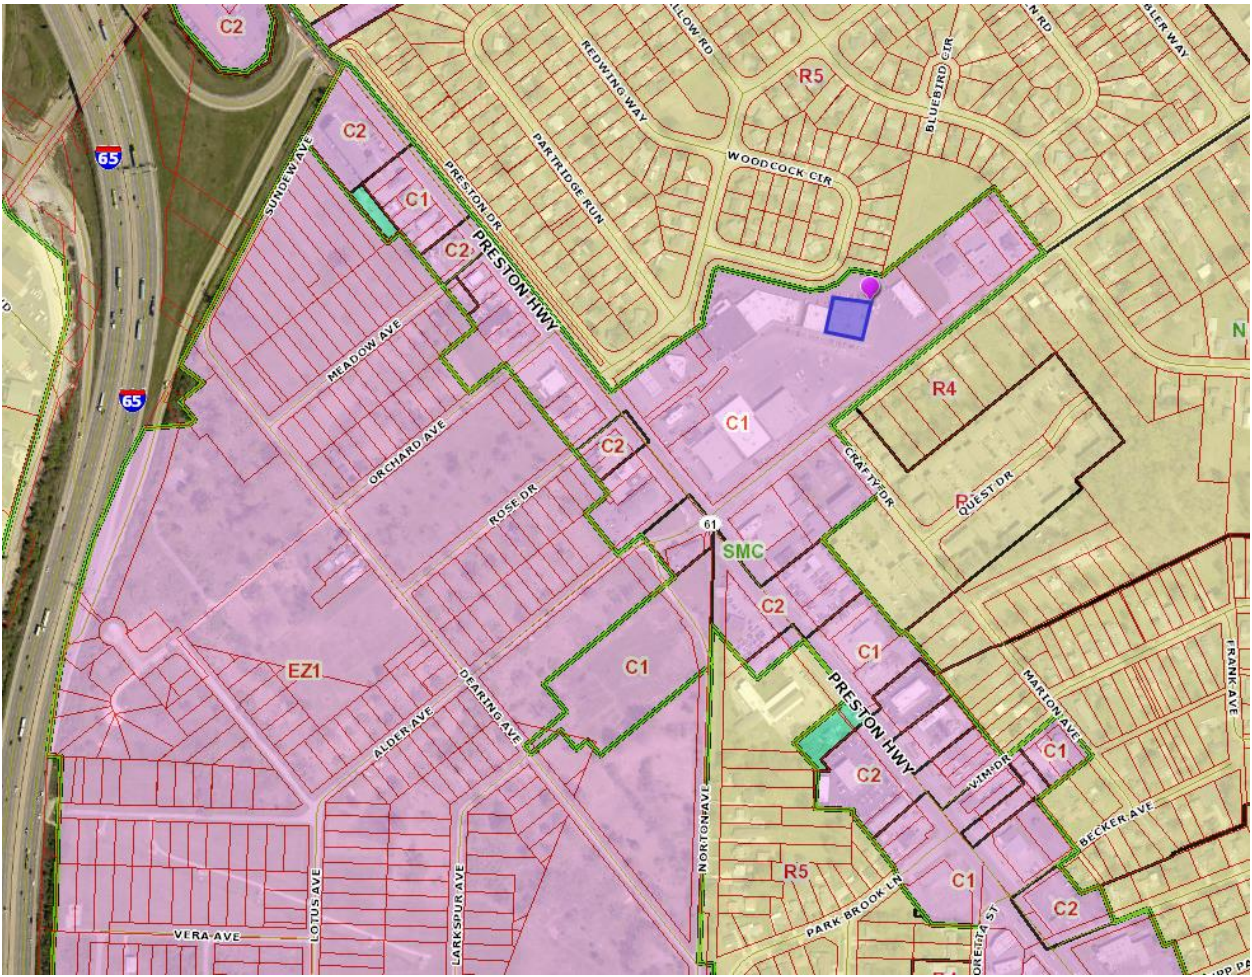 C2
REDWING WAY
R5
BLUEBIRD CIR
65
C2
PARTRIDGE RUN
WOODCOCK CIR
SUNDEW AVE
PRESTON DR
C1
C2
PRESTON HWY
MEADOW AVE
N
65
R4
C1
ORCHARD AVE
C2
CRAFTY DR
QUEST DR
ROSE DR
61
SMC
C2
C1
FRANK AVE
EZ1
C1
DEARING AVE
PRESTON HWY
MARION AVE
ALDER AVE
C1
C2
VIM DR
NORTON AVE
BECKER AVE
R5
C1
LOTUS AVE
LARKSPUR AVE
PARK BROOK LN
C2
VERA AVE